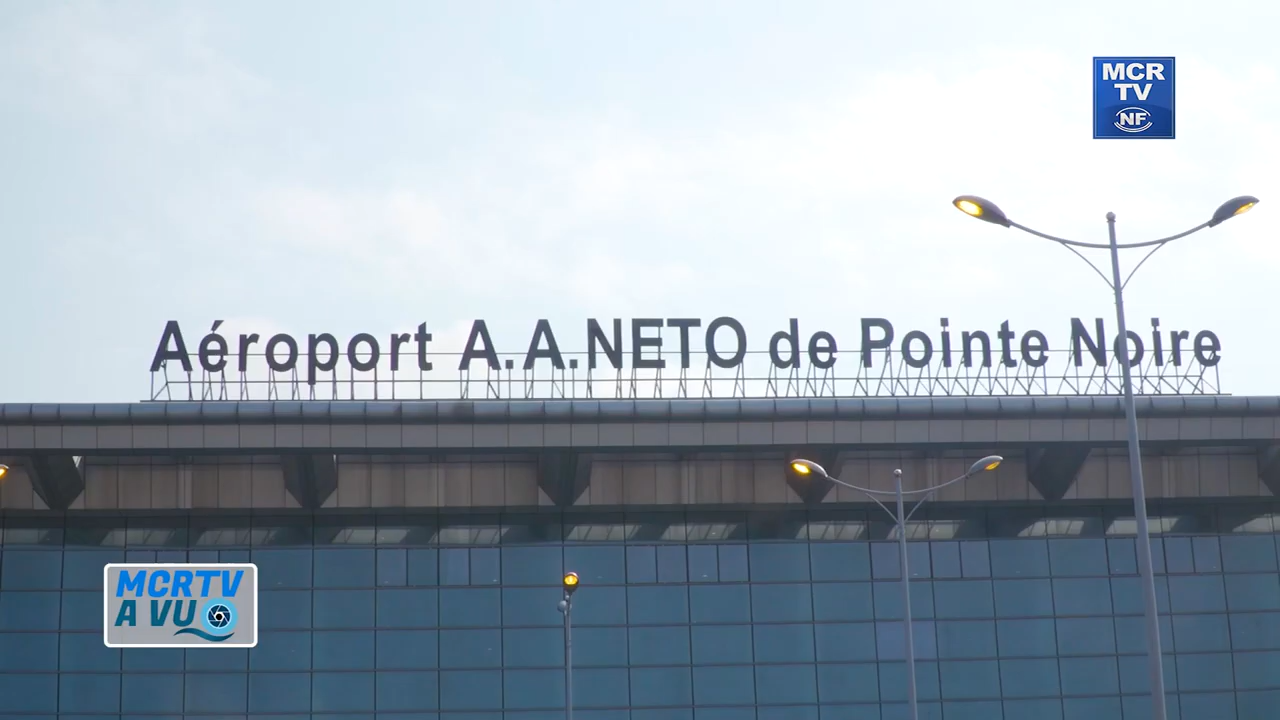 MCR
TV
NF
Aéroport A.A.NETO de Pointe Noire
MCRTV
A VU